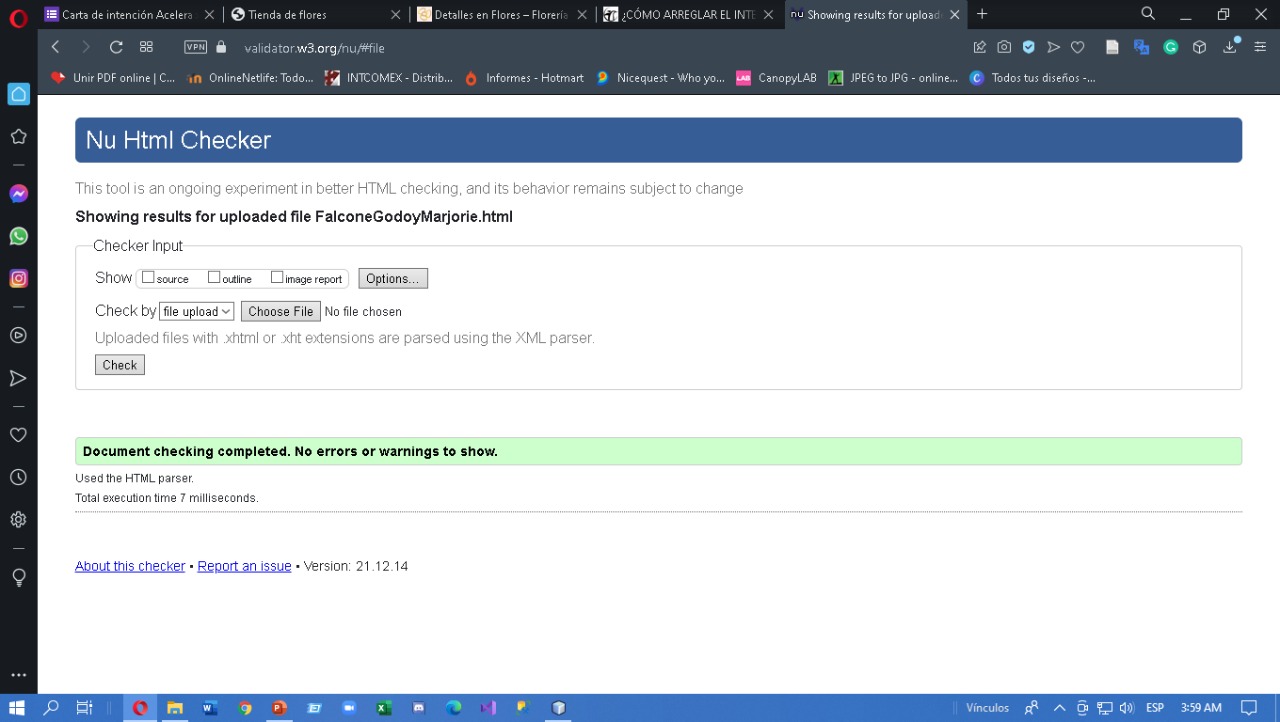 Carta de intención Acelera
Tienda de flores
Detalles en Flores – Florería
¿CÓMO ARREGLAR EL INTE
nu Showing results for upload
VPN validator.w3.org/nu/#file
Unir PDF online | C...
OnlineNetlife: Todo...
INTCOMEX - Distrib...
Informes - Hotmart
Nicequest - Who yo...
LAB CanopyLAB
JPEG to JPG - online...
Todos tus diseños -...
Nu Html Checker
This tool is an ongoing experiment in better HTML checking, and its behavior remains subject to change
Showing results for uploaded file FalconeGodoyMarjorie.html
Checker Input
Show source outline image report Options...
Check by file upload Choose File No file chosen
Uploaded files with .xhtml or .xht extensions are parsed using the XML parser.
Check
Document checking completed. No errors or warnings to show.
Used the HTML parser.
Total execution time 7 milliseconds.
About this checker • Report an issue • Version: 21.12.14
Vínculos ESP 3:59 AM